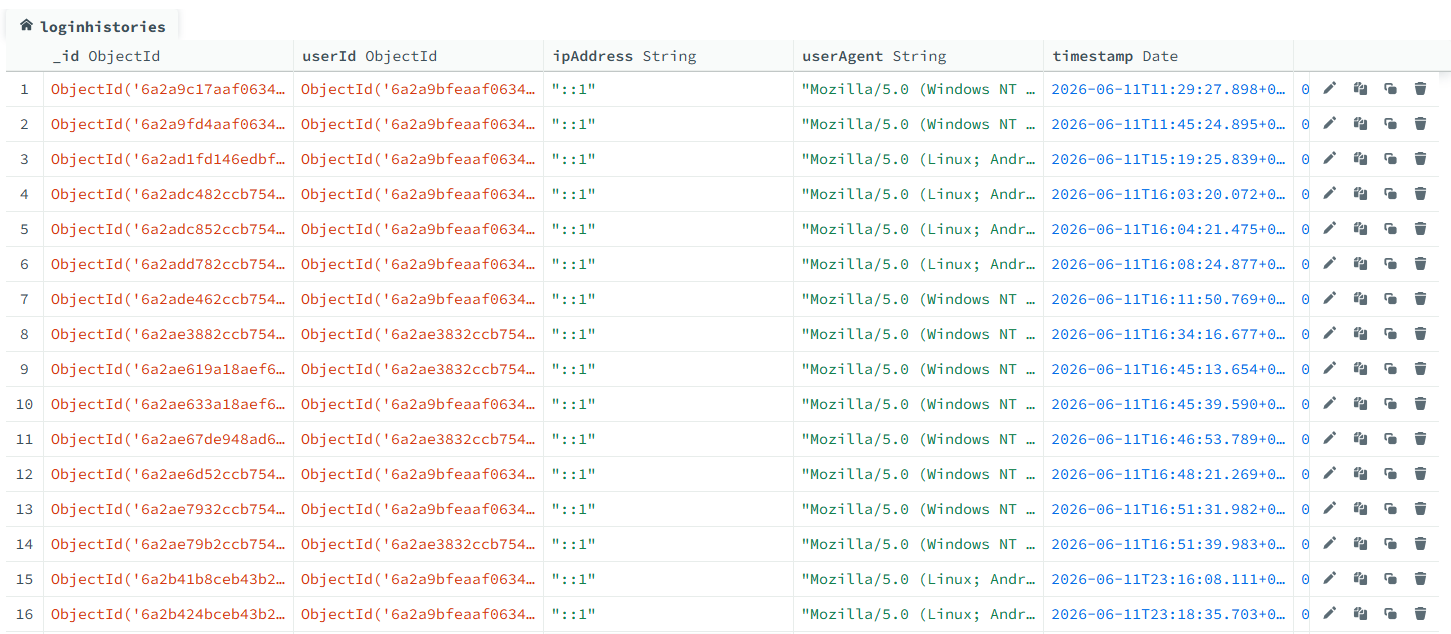 loginhistories
_id ObjectId userId ObjectId ipAddress String userAgent String timestamp Date
1 ObjectId('6a2a9c17aaf0634… ObjectId('6a2a9bfeaaf0634… "::1" "Mozilla/5.0 (Windows NT … 2026-06-11T11:29:27.898+0… 0
2 ObjectId('6a2a9fd4aaf0634… ObjectId('6a2a9bfeaaf0634… "::1" "Mozilla/5.0 (Windows NT … 2026-06-11T11:45:24.895+0… 0
3 ObjectId('6a2ad1fd146edbf… ObjectId('6a2a9bfeaaf0634… "::1" "Mozilla/5.0 (Linux; Andr… 2026-06-11T15:19:25.839+0… 0
4 ObjectId('6a2adc482ccb754… ObjectId('6a2a9bfeaaf0634… "::1" "Mozilla/5.0 (Linux; Andr… 2026-06-11T16:03:20.072+0… 0
5 ObjectId('6a2adc852ccb754… ObjectId('6a2a9bfeaaf0634… "::1" "Mozilla/5.0 (Linux; Andr… 2026-06-11T16:04:21.475+0… 0
6 ObjectId('6a2add782ccb754… ObjectId('6a2a9bfeaaf0634… "::1" "Mozilla/5.0 (Linux; Andr… 2026-06-11T16:08:24.877+0… 0
7 ObjectId('6a2ade462ccb754… ObjectId('6a2a9bfeaaf0634… "::1" "Mozilla/5.0 (Windows NT … 2026-06-11T16:11:50.769+0… 0
8 ObjectId('6a2ae3882ccb754… ObjectId('6a2ae3832ccb754… "::1" "Mozilla/5.0 (Windows NT … 2026-06-11T16:34:16.677+0… 0
9 ObjectId('6a2ae619a18aef6… ObjectId('6a2ae3832ccb754… "::1" "Mozilla/5.0 (Windows NT … 2026-06-11T16:45:13.654+0… 0
10 ObjectId('6a2ae633a18aef6… ObjectId('6a2a9bfeaaf0634… "::1" "Mozilla/5.0 (Windows NT … 2026-06-11T16:45:39.590+0… 0
11 ObjectId('6a2ae67de948ad6… ObjectId('6a2ae3832ccb754… "::1" "Mozilla/5.0 (Windows NT … 2026-06-11T16:46:53.789+0… 0
12 ObjectId('6a2ae6d52ccb754… ObjectId('6a2a9bfeaaf0634… "::1" "Mozilla/5.0 (Windows NT … 2026-06-11T16:48:21.269+0… 0
13 ObjectId('6a2ae7932ccb754… ObjectId('6a2a9bfeaaf0634… "::1" "Mozilla/5.0 (Windows NT … 2026-06-11T16:51:31.982+0… 0
14 ObjectId('6a2ae79b2ccb754… ObjectId('6a2ae3832ccb754… "::1" "Mozilla/5.0 (Windows NT … 2026-06-11T16:51:39.983+0… 0
15 ObjectId('6a2b41b8ceb43b2… ObjectId('6a2a9bfeaaf0634… "::1" "Mozilla/5.0 (Linux; Andr… 2026-06-11T23:16:08.111+0… 0
16 ObjectId('6a2b424bceb43b2… ObjectId('6a2a9bfeaaf0634… "::1" "Mozilla/5.0 (Linux; Andr… 2026-06-11T23:18:35.703+0… 0